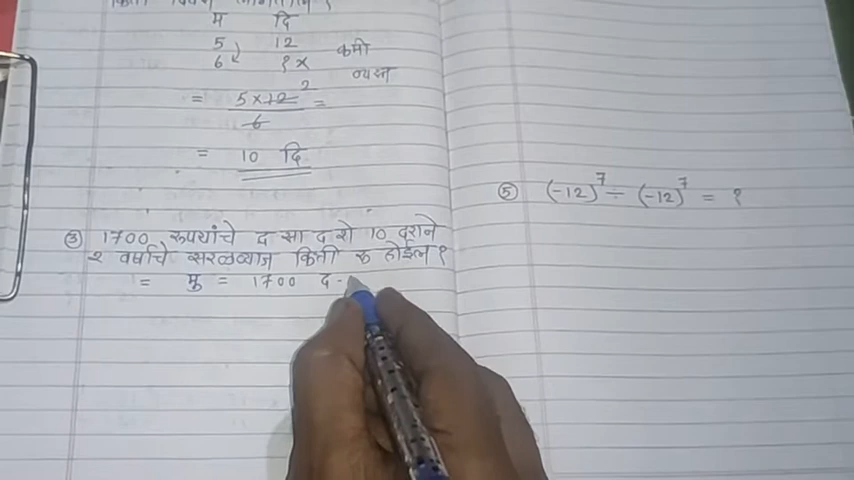 म दि
5 12
6 ? x कमी
व्यस्त
= 5 x 12 2 =
6
= 10 दि
③ 1700 रुपयांचे द सा द शे 10 दराने
२ वर्षाचे सरळव्याज किती रु होईल ?
= मु = 1700 द
⑤ (-12)⁷ ÷ (-12)⁷ = ?